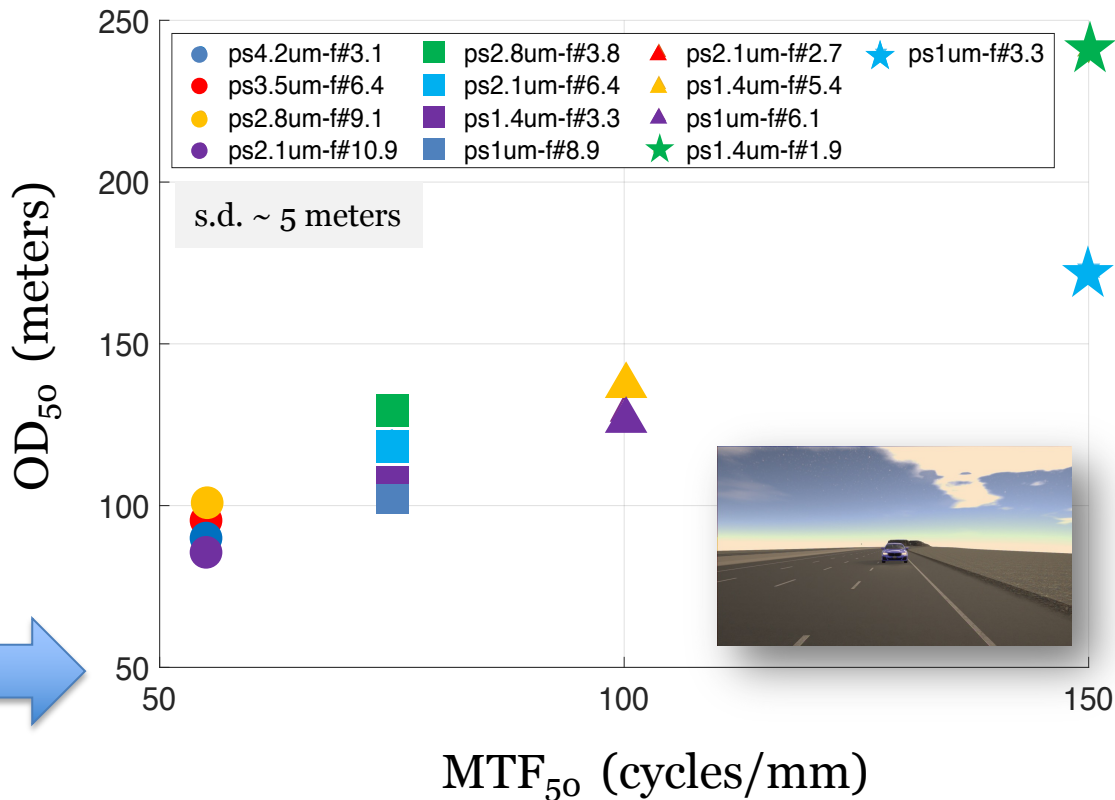 250
200
150
100
50
OD50 (meters)
ps4.2um-f#3.1
ps3.5um-f#6.4
ps2.8um-f#9.1
ps2.1um-f#10.9
ps2.8um-f#3.8
ps2.1um-f#6.4
ps1.4um-f#3.3
ps1um-f#8.9
ps2.1um-f#2.7
ps1.4um-f#5.4
ps1um-f#6.1
ps1.4um-f#1.9
ps1um-f#3.3
s.d. ~ 5 meters
50
100
150
MTF50 (cycles/mm)